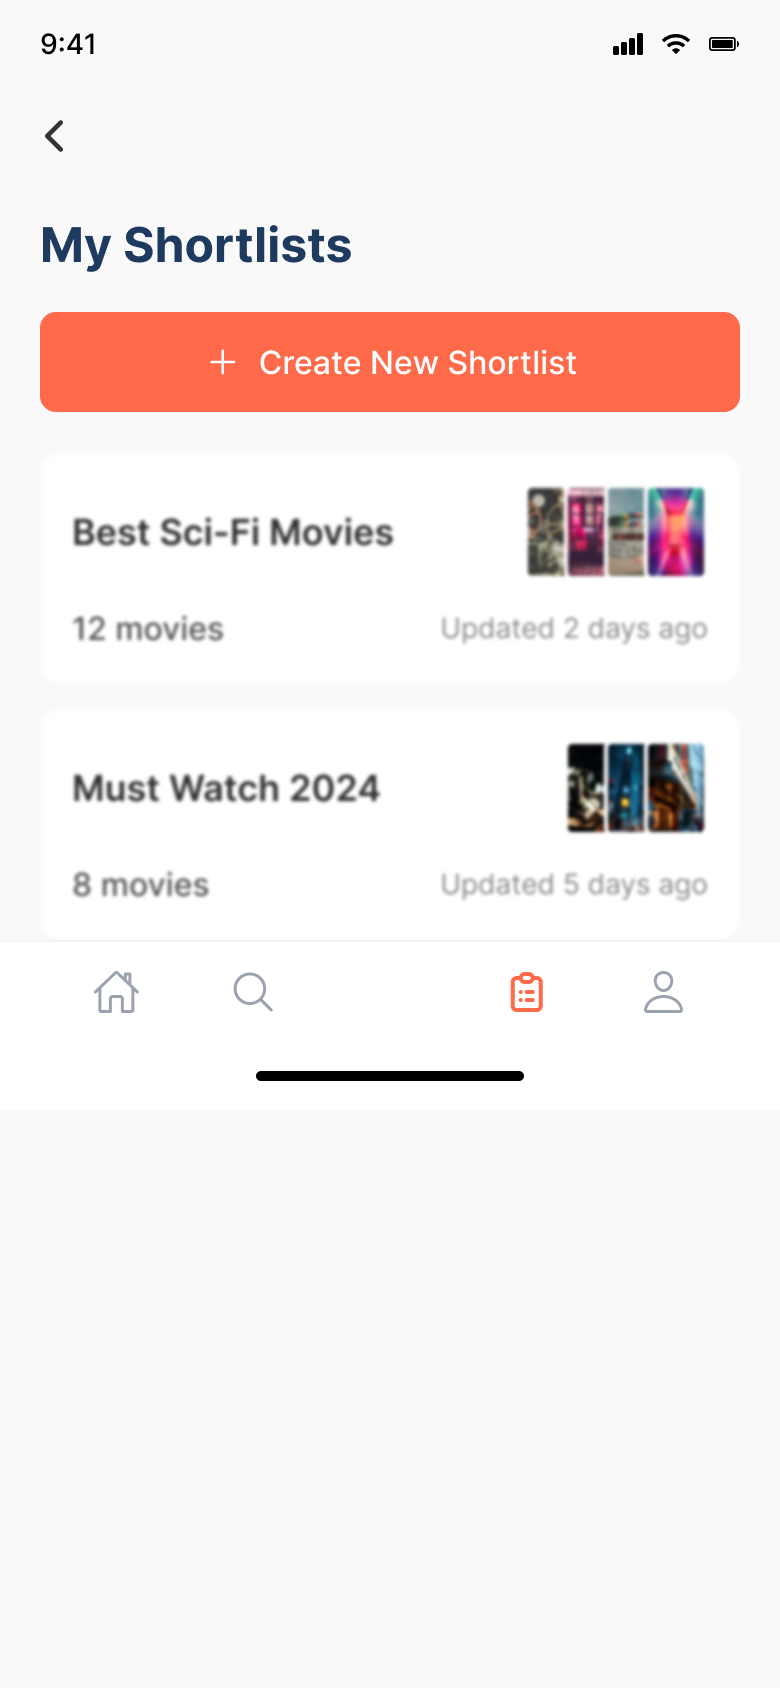 9:41
My Shortlists
Create New Shortlist
Best Sci-Fi Movies
12 movies
Updated 2 days ago
Must Watch 2024
8 movies
Updated 5 days ago